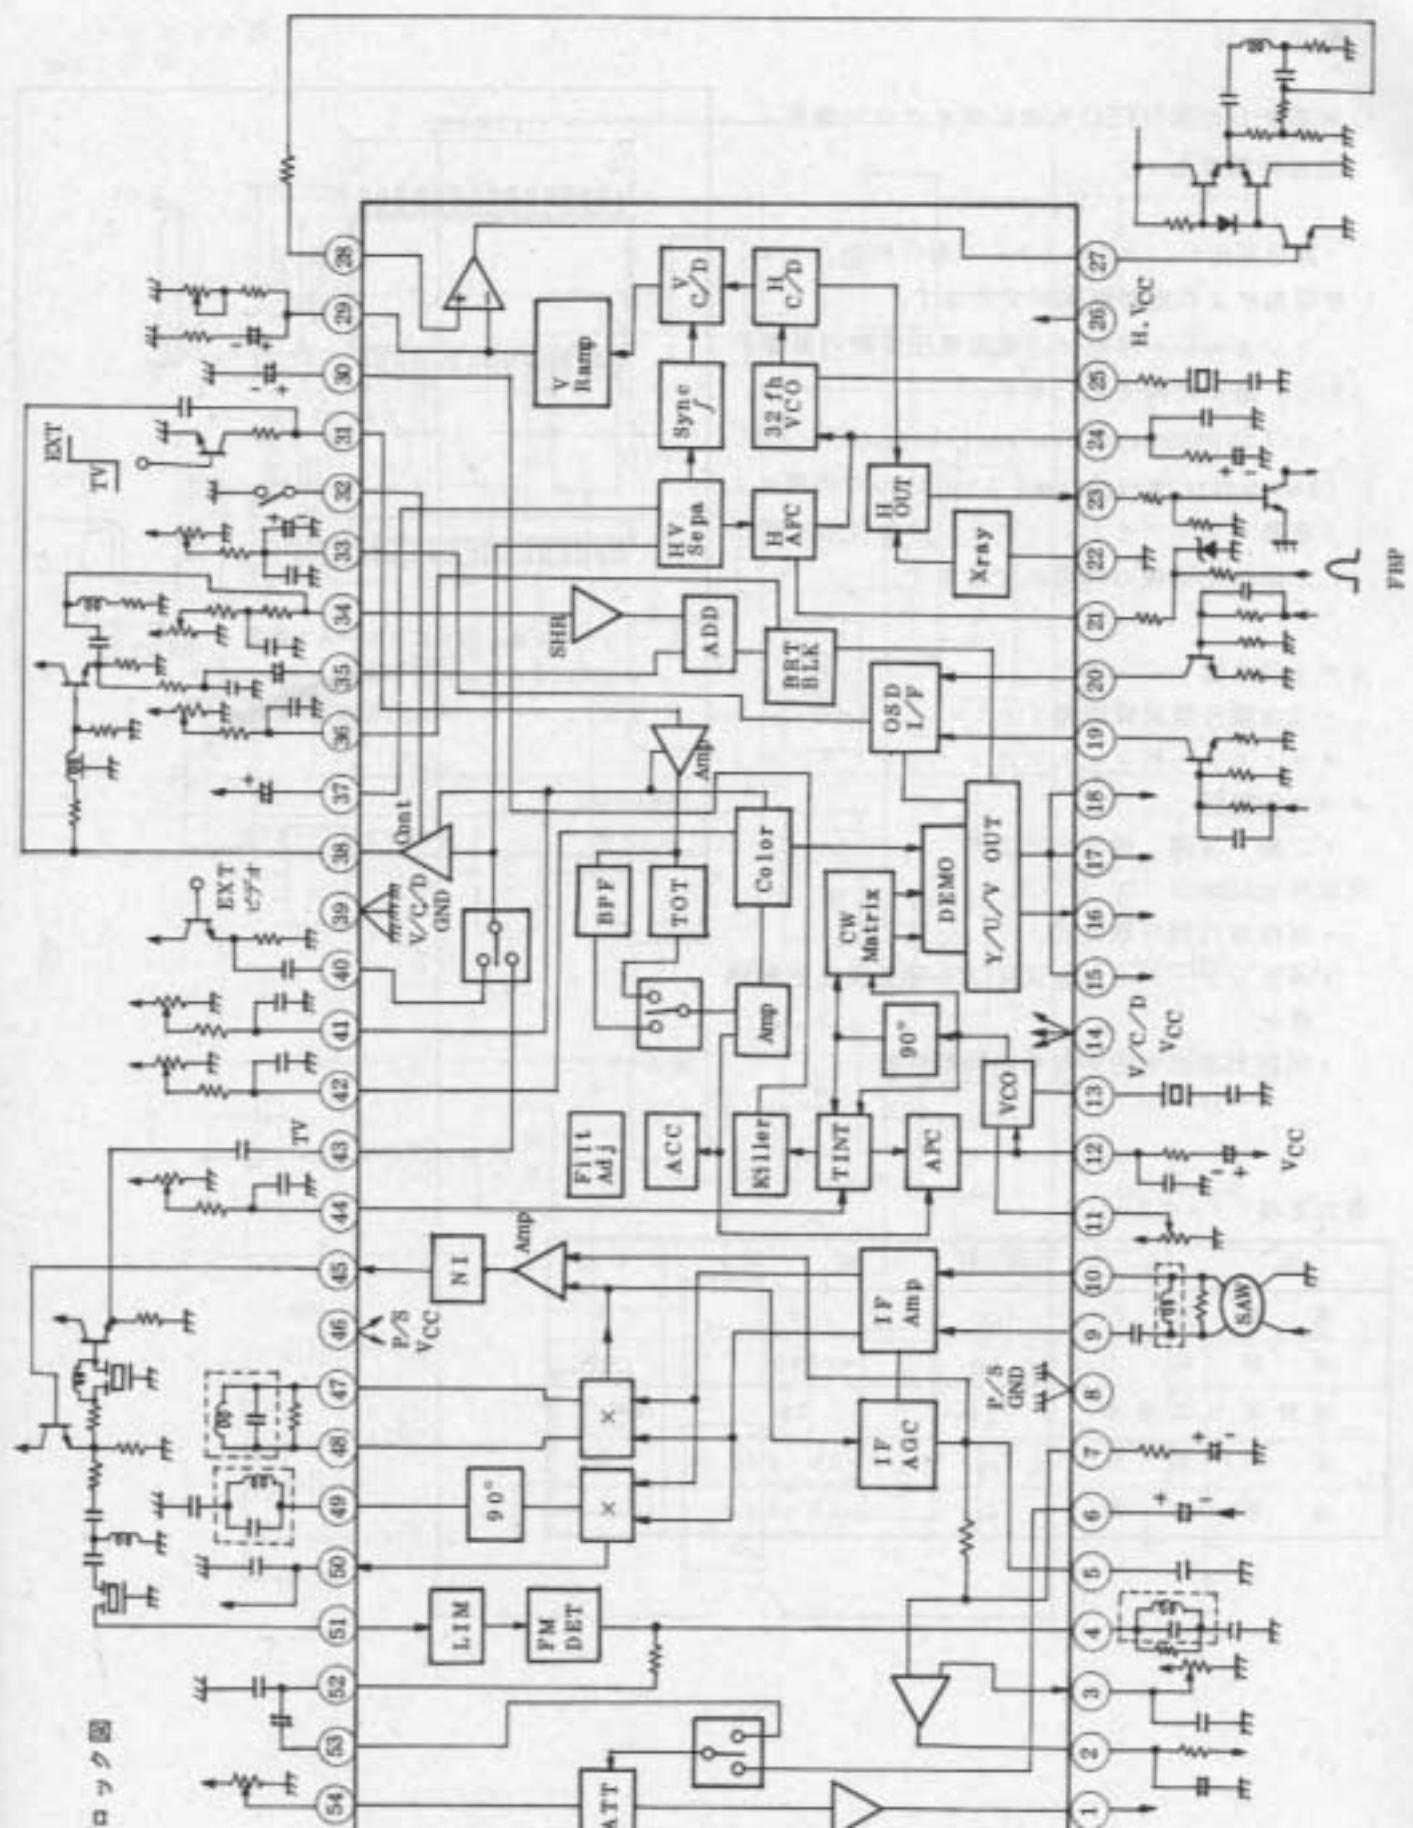 ロック図
28
29
30
31
32
33
34
35
36
37
38
39
40
41
42
43
44
45
46
47
48
49
50
51
52
53
54
27
26
25
24
23
22
21
20
19
18
17
16
15
14
13
12
11
10
9
8
7
6
5
4
3
2
1
EXT
TV
EXT
ビデオ
V/C/D
GND
TV
P/S
VCC
H.VCC
FBP
V/C/D
VCC
VCC
SAW
P/S
GND
V
Ramp
V
C/D
H
C/D
Sync
∫
32fh
VCO
HV
Sepa
H
AFC
H
OUT
Xray
SHR
ADD
BRT
BLK
OSD
I/F
Amp
Cont
BPF
TOT
Color
CW
Matrix
DEMO
Y/U/V OUT
Amp
90°
VCO
Filt
Adj
ACC
Killer
TINT
APC
NI
Amp
IF
Amp
IF
AGC
×
×
90°
LIM
FM
DET
ATT